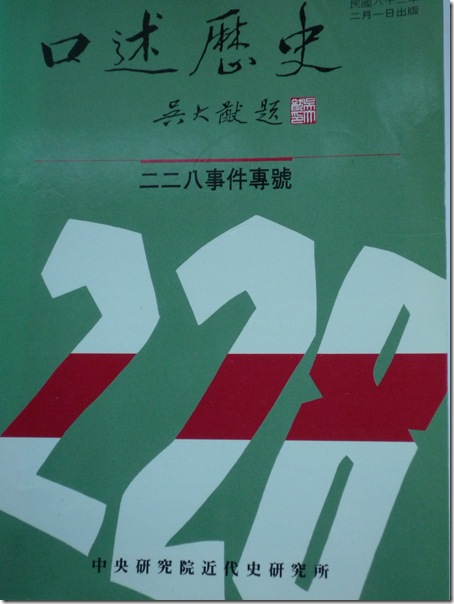 民國八十二年
二月一日出版
口述歷史
吳大猷題
二二八事件專號
228
中央研究院近代史研究所